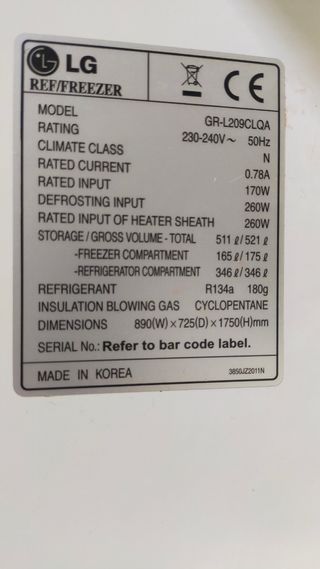 LG
REF/FREEZER
CE
MODEL GR-L209CLQA
RATING 230-240V~ 50Hz
CLIMATE CLASS N
RATED CURRENT 0.78A
RATED INPUT 170W
DEFROSTING INPUT 260W
RATED INPUT OF HEATER SHEATH 260W
STORAGE / GROSS VOLUME - TOTAL 511 ℓ / 521 ℓ
-FREEZER COMPARTMENT 165 ℓ / 175 ℓ
-REFRIGERATOR COMPARTMENT 346 ℓ / 346 ℓ
REFRIGERANT R134a 180g
INSULATION BLOWING GAS CYCLOPENTANE
DIMENSIONS 890(W) × 725(D) × 1750(H)mm
SERIAL No.: Refer to bar code label.
MADE IN KOREA 3850JZ2011N